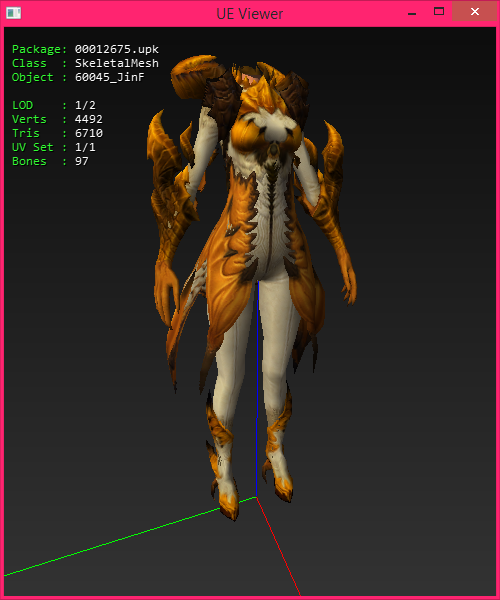 UE Viewer
Package: 00012675.upk
Class  : SkeletalMesh
Object : 60045_JinF
LOD    : 1/2
Verts  : 4492
Tris   : 6710
UV Set : 1/1
Bones  : 97